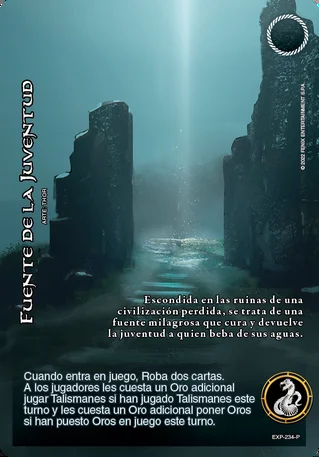 Fuente de la Juventud
ARTE: THOR
© 2022 FENIX ENTERTAINMENT S.P.A.
Escondida en las ruinas de una
civilización perdida, se trata de una
fuente milagrosa que cura y devuelve
la juventud a quien beba de sus aguas.
Cuando entra en juego, Roba dos cartas.
A los jugadores les cuesta un Oro adicional
jugar Talismanes si han jugado Talismanes este
turno y les cuesta un Oro adicional poner Oros
si han puesto Oros en juego este turno.
EXP-234-P